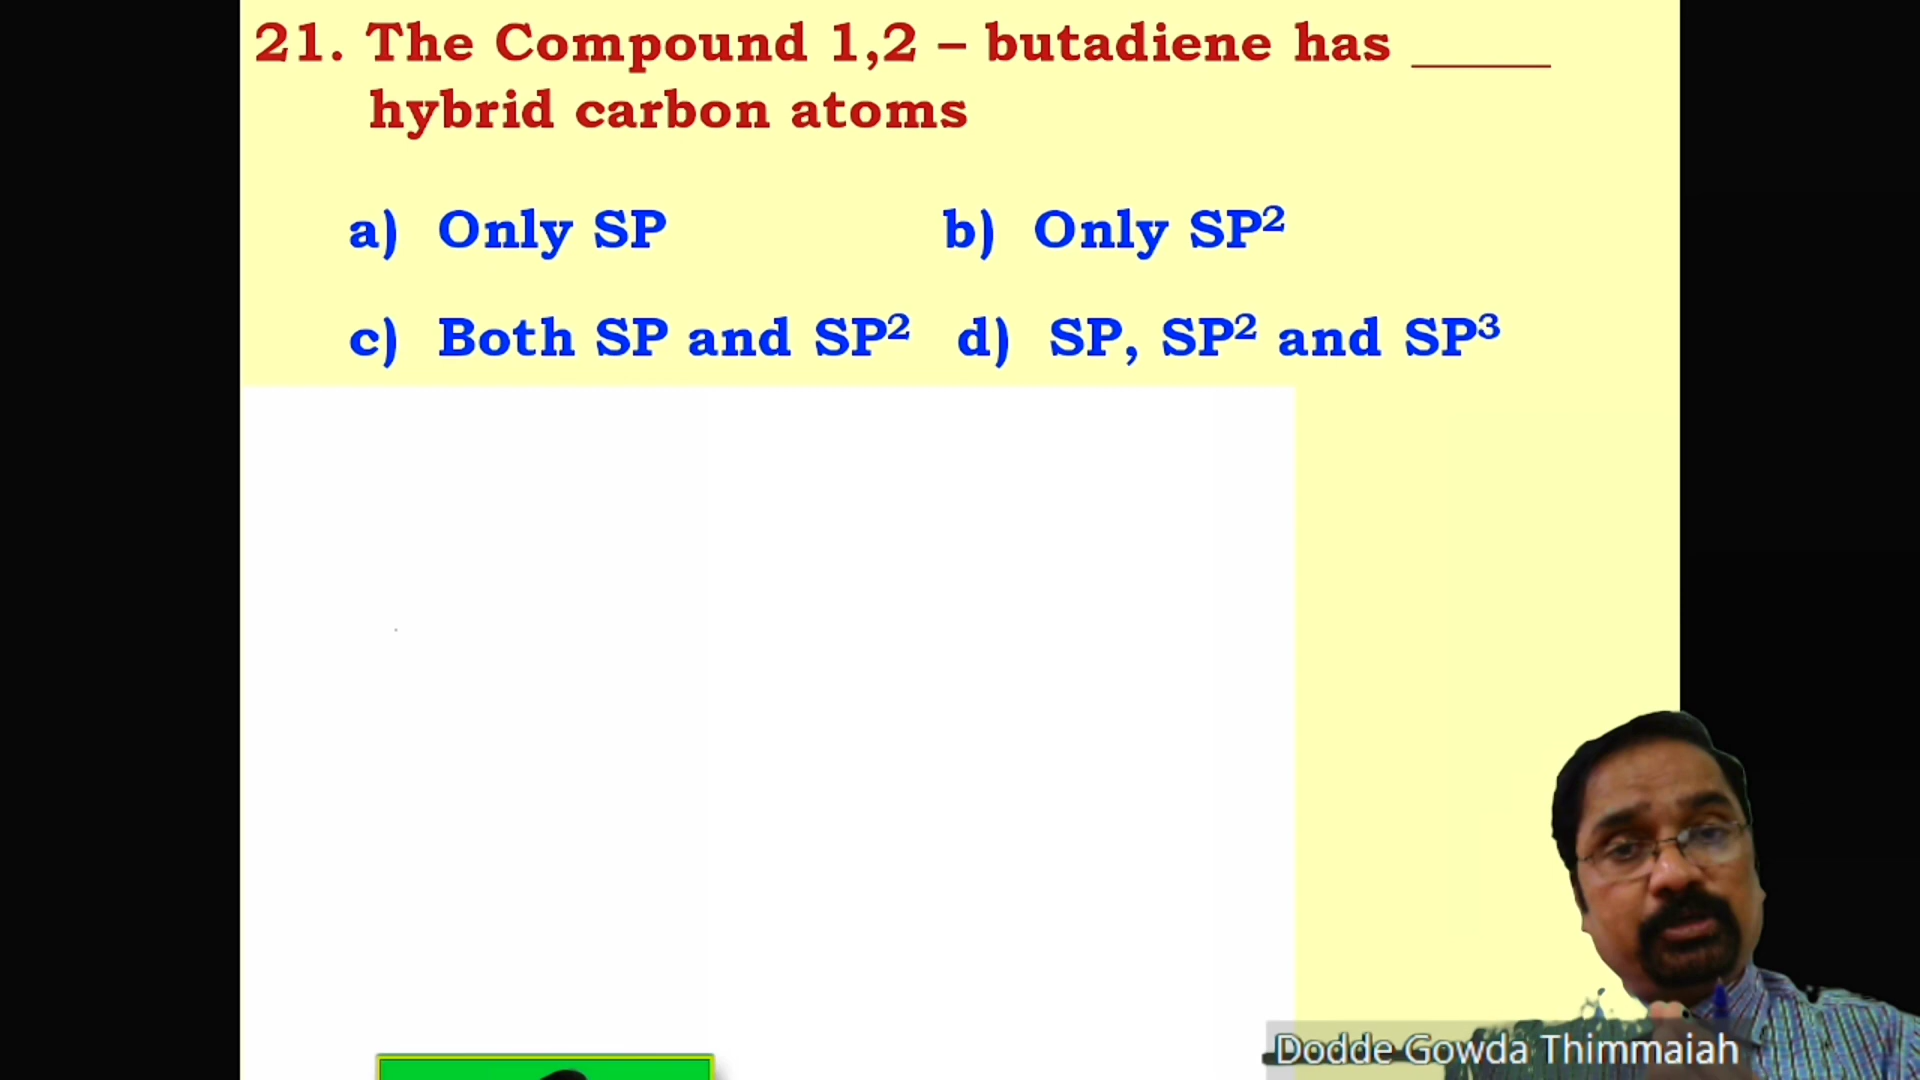 21. The Compound 1,2 – butadiene has _____
hybrid carbon atoms
a) Only SP b) Only SP²
c) Both SP and SP² d) SP, SP² and SP³
Dodde Gowda Thimmaiah